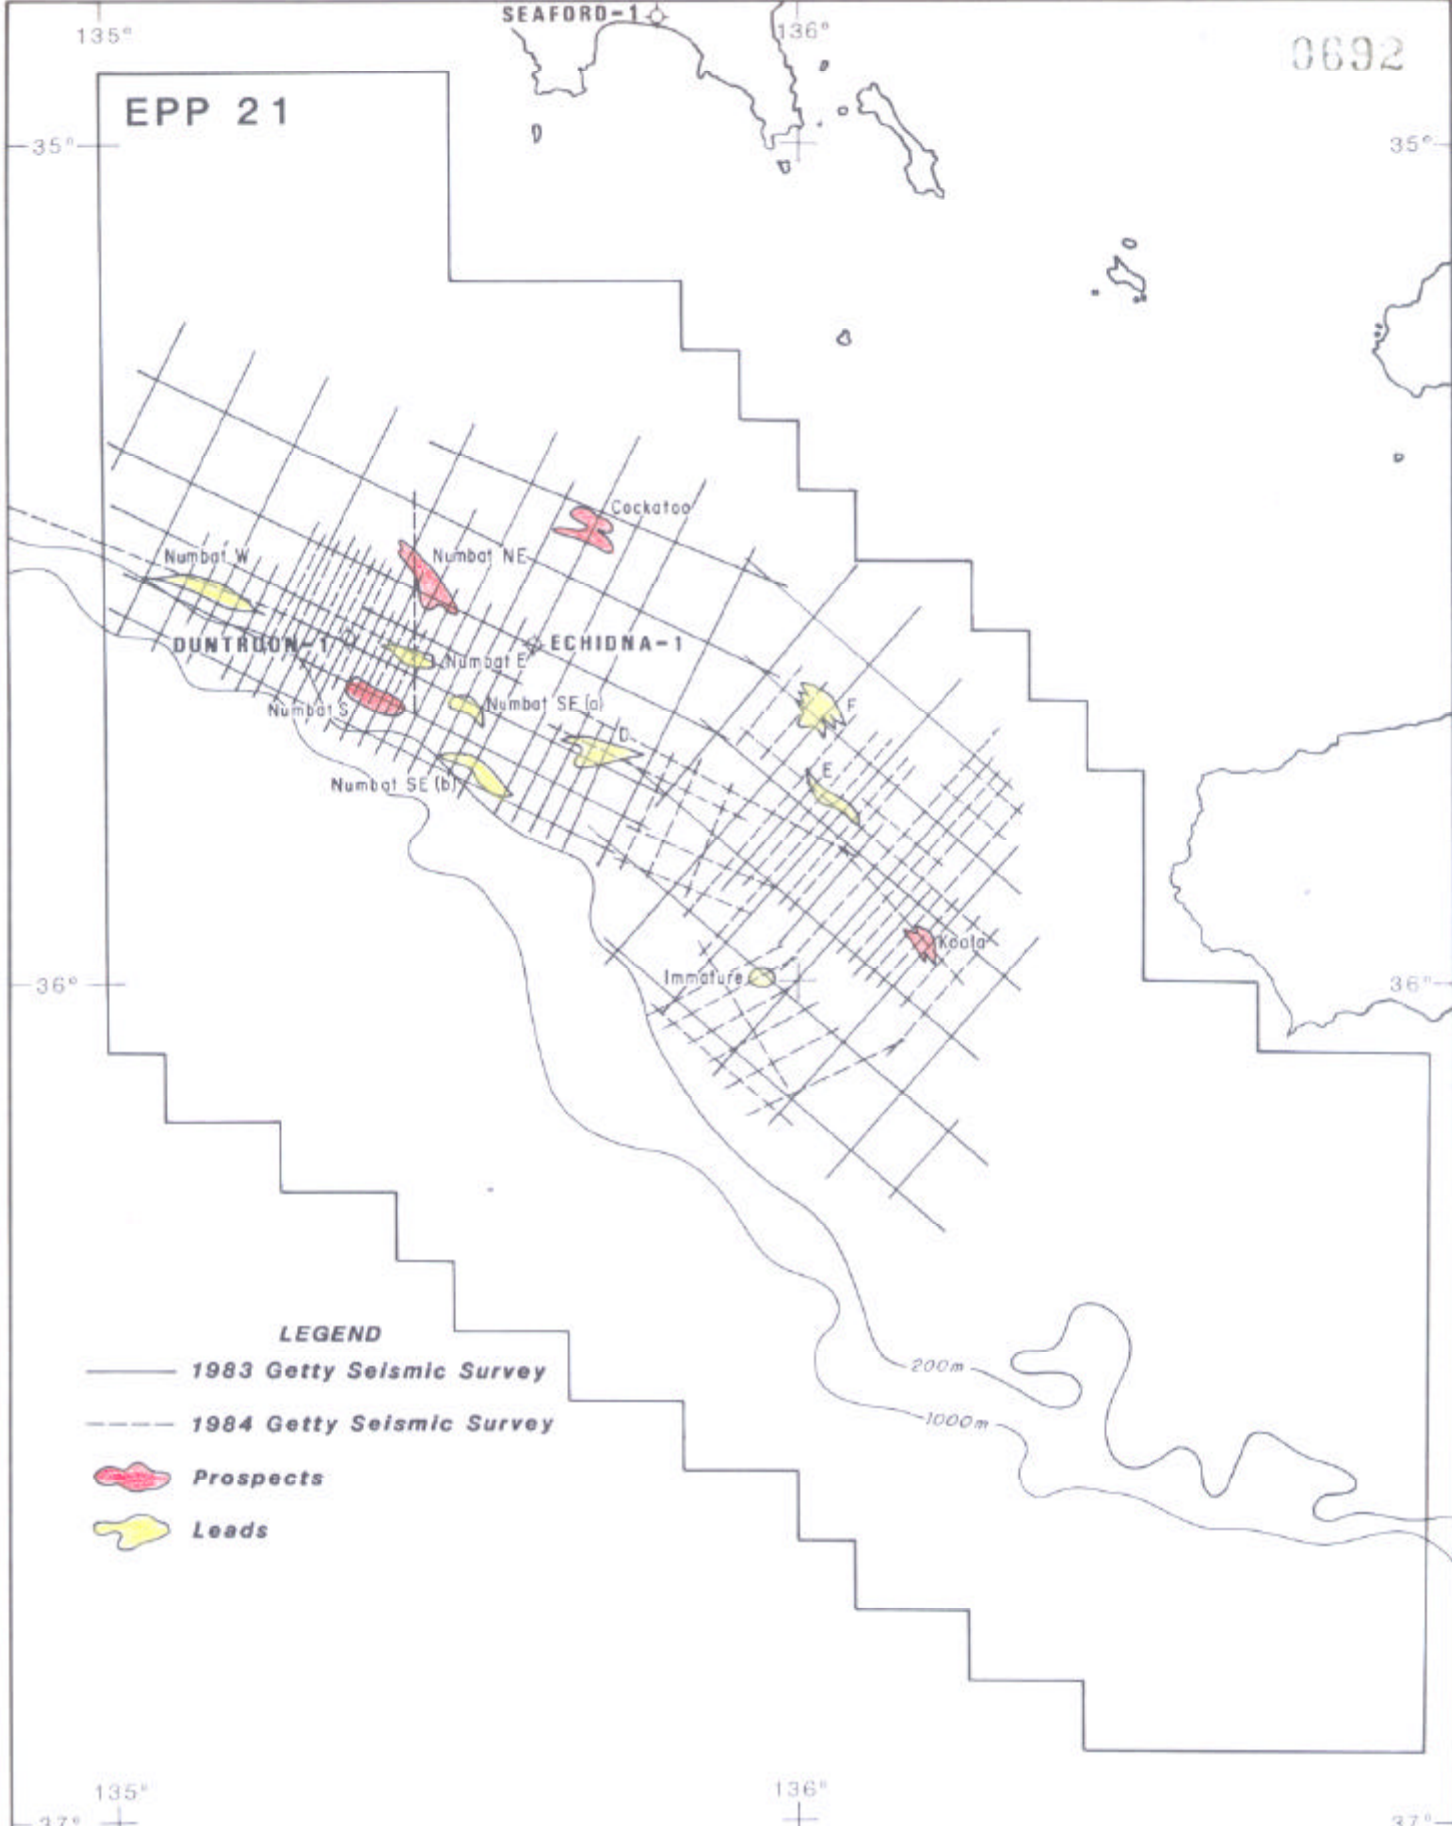 SEAFORD-1
135°
136°
0692
EPP 21
35°
35°
Cockatoo
Numbat W
Numbat NE
DUNTROON-1
ECHIDNA-1
Numbat E
Numbat S
Numbat SE (a)
F
D
E
Numbat SE (b)
Koala
Immature
36°
36°
LEGEND
1983 Getty Seismic Survey
200m
1984 Getty Seismic Survey
1000m
Prospects
Leads
135°
136°
37°
37°